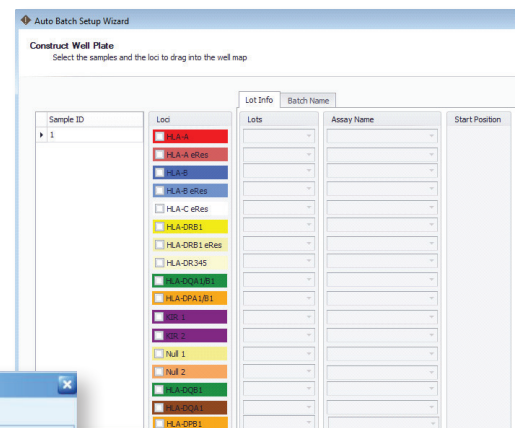 Auto Batch Setup Wizard
Construct Well Plate
Select the samples and the loci to drag into the well map
Lot Info Batch Name
Sample ID Loci Lots Assay Name Start Position
1
HLA-A
HLA-A eRes
HLA-B
HLA-B eRes
HLA-C eRes
HLA-DRB1
HLA-DRB1 eRes
HLA-DR345
HLA-DQA1/B1
HLA-DPA1/B1
KIR 1
KIR 2
Null 1
Null 2
HLA-DQB1
HLA-DQA1
HLA-DPB1